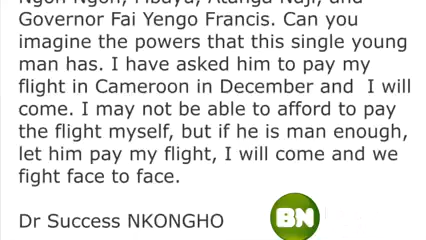 Ngoh Ngoh, Mbayu, Atanga Ndji, and
Governor Fai Yengo Francis. Can you
imagine the powers that this single young
man has. I have asked him to pay my
flight in Cameroon in December and  I will
come. I may not be able to afford to pay
the flight myself, but if he is man enough,
let him pay my flight, I will come and we
fight face to face.
Dr Success NKONGHO
BN